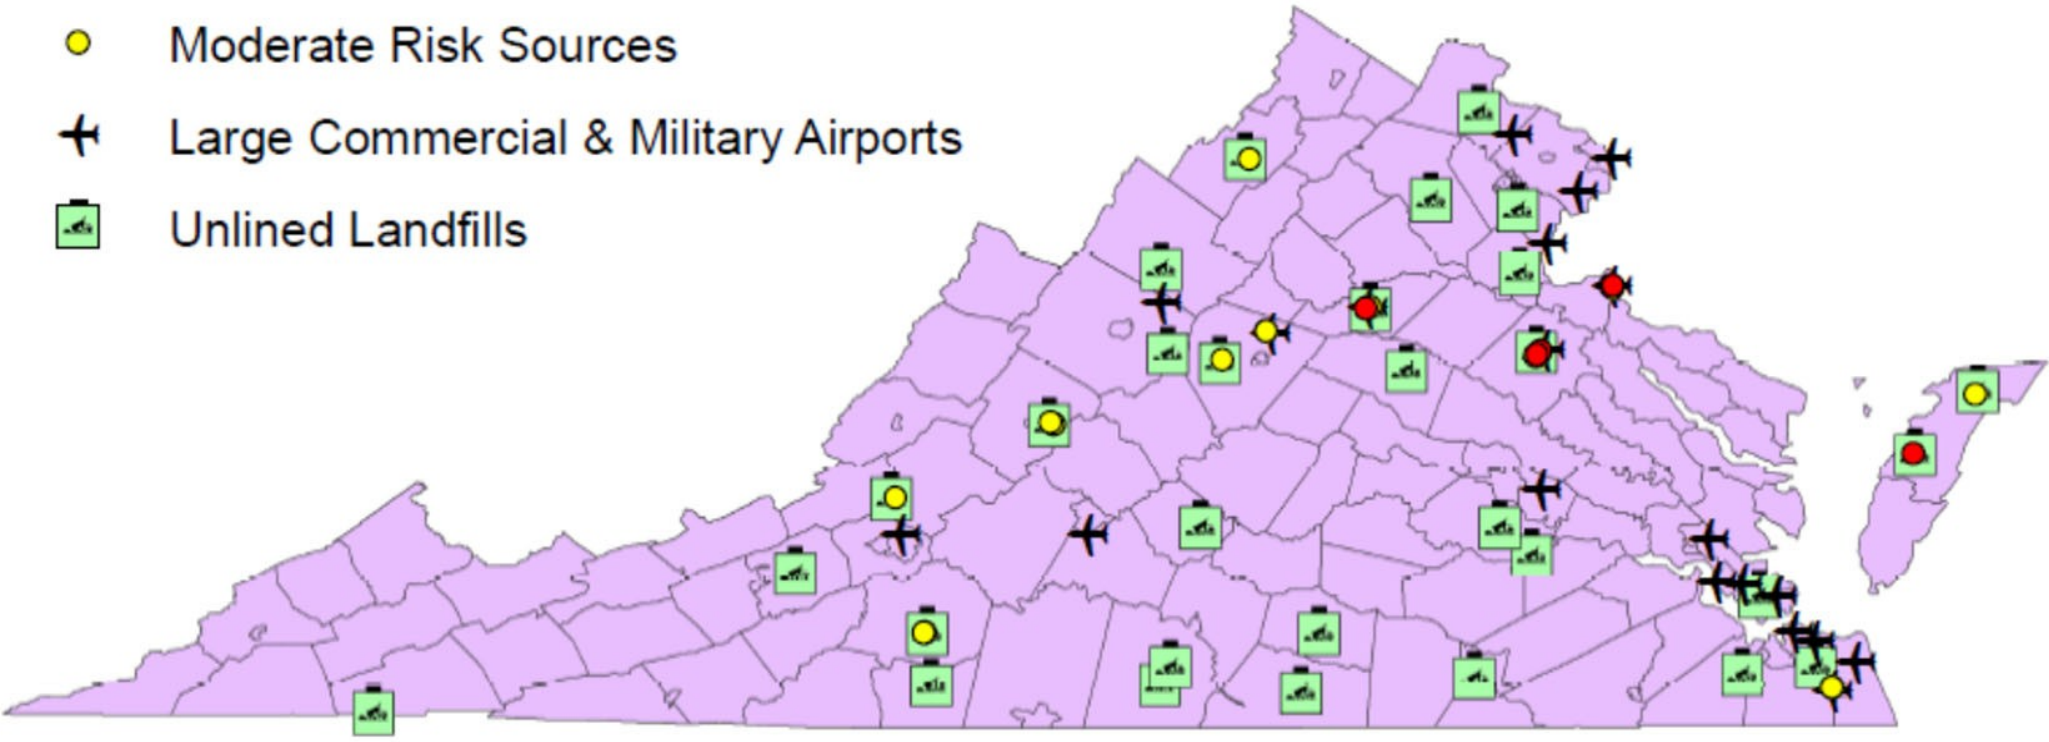 Moderate Risk Sources
Large Commercial & Military Airports
Unlined Landfills